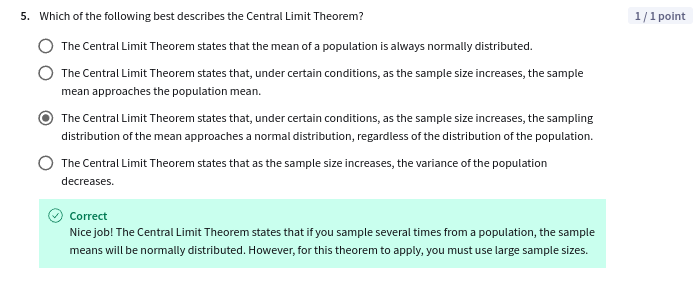 5. Which of the following best describes the Central Limit Theorem?
1 / 1 point
The Central Limit Theorem states that the mean of a population is always normally distributed.
The Central Limit Theorem states that, under certain conditions, as the sample size increases, the sample
mean approaches the population mean.
The Central Limit Theorem states that, under certain conditions, as the sample size increases, the sampling
distribution of the mean approaches a normal distribution, regardless of the distribution of the population.
The Central Limit Theorem states that as the sample size increases, the variance of the population
decreases.
Correct
Nice job! The Central Limit Theorem states that if you sample several times from a population, the sample
means will be normally distributed. However, for this theorem to apply, you must use large sample sizes.